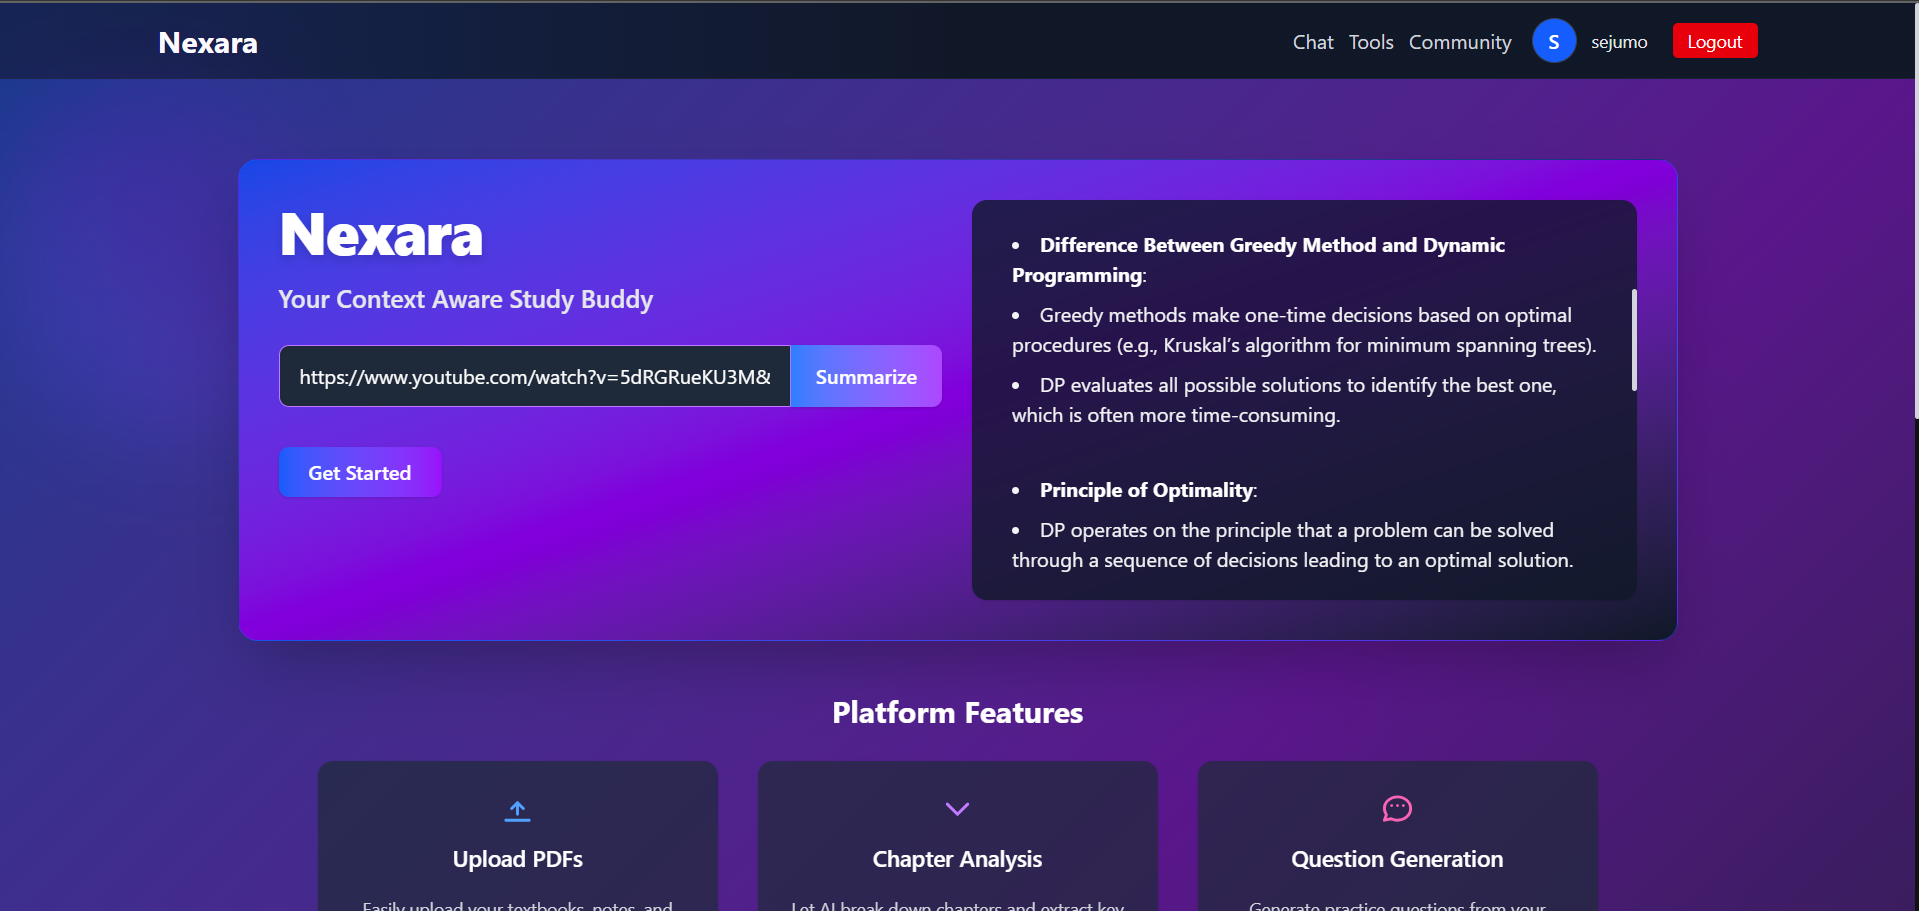 Nexara
Chat Tools Community S sejumo Logout
Nexara
Your Context Aware Study Buddy
https://www.youtube.com/watch?v=5dRGRueKU3M& Summarize
Get Started
• Difference Between Greedy Method and Dynamic
Programming:
• Greedy methods make one-time decisions based on optimal
procedures (e.g., Kruskal’s algorithm for minimum spanning trees).
• DP evaluates all possible solutions to identify the best one,
which is often more time-consuming.
• Principle of Optimality:
• DP operates on the principle that a problem can be solved
through a sequence of decisions leading to an optimal solution.
Platform Features
Upload PDFs
Easily upload your textbooks, notes, and
Chapter Analysis
Let AI break down chapters and extract key
Question Generation
Generate practice questions from your